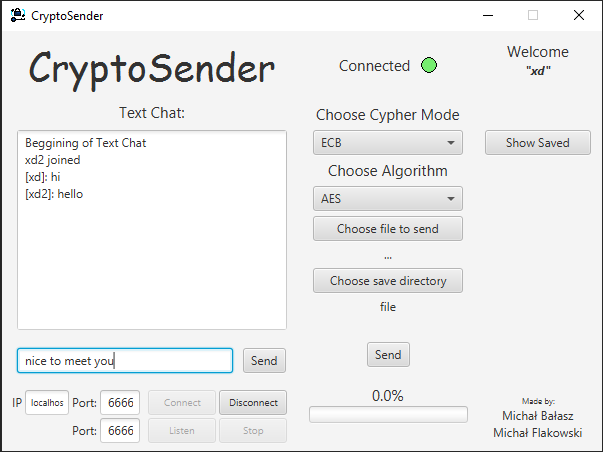 CryptoSender
CryptoSender
Connected
Welcome
"xd"
Text Chat:
Beggining of Text Chat
xd2 joined
[xd]: hi
[xd2]: hello
nice to meet you
Send
IP localhos Port: 6666 Connect Disconnect
Port: 6666 Listen Stop
Choose Cypher Mode
ECB
Choose Algorithm
AES
Choose file to send
...
Choose save directory
file
Send
0.0%
Show Saved
Made by:
Michał Bałasz
Michał Flakowski